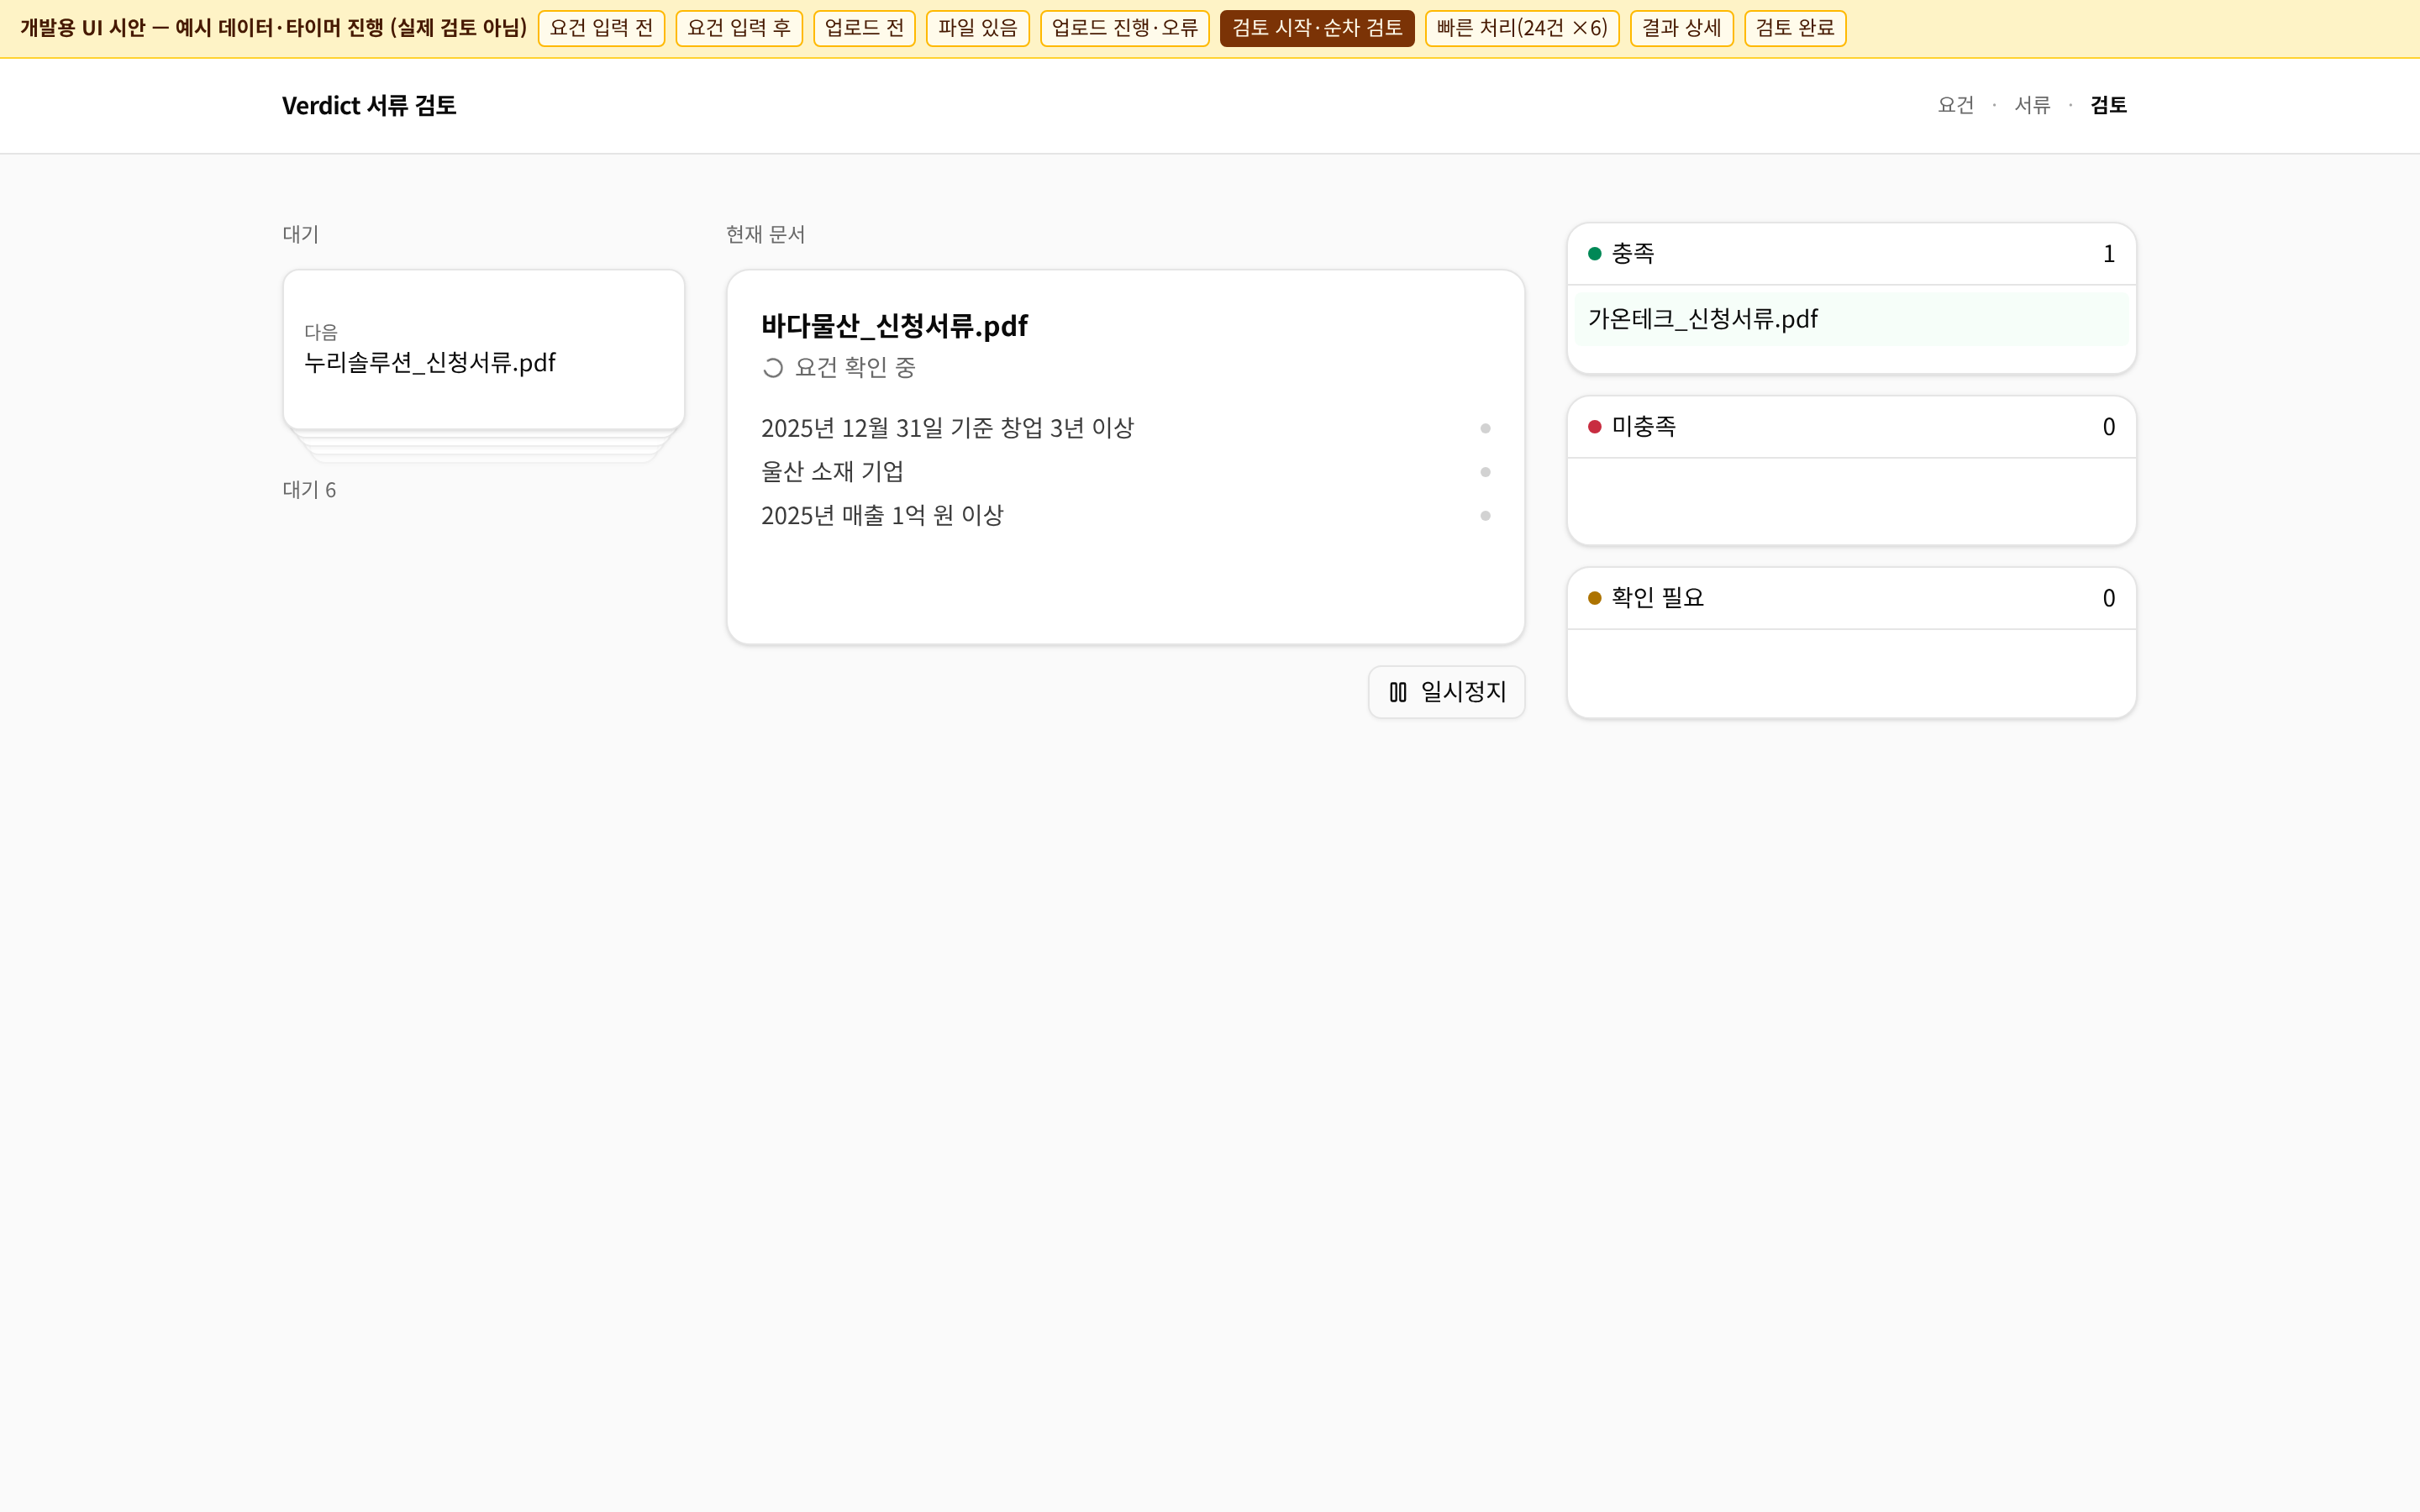 개발용 UI 시안 — 예시 데이터·타이머 진행 (실제 검토 아님) 요건 입력 전 요건 입력 후 업로드 전 파일 있음 업로드 진행·오류 검토 시작·순차 검토 빠른 처리(24건 ×6) 결과 상세 검토 완료
Verdict 서류 검토
요건 · 서류 · 검토
대기
다음
누리솔루션_신청서류.pdf
대기 6
현재 문서
바다물산_신청서류.pdf
요건 확인 중
2025년 12월 31일 기준 창업 3년 이상
울산 소재 기업
2025년 매출 1억 원 이상
일시정지
충족 1
가온테크_신청서류.pdf
미충족 0
확인 필요 0